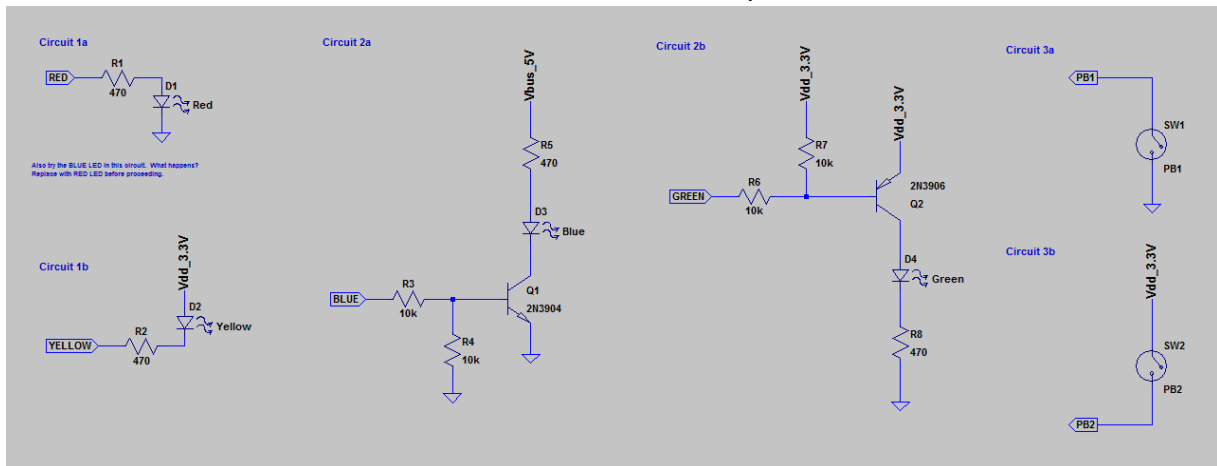 Circuit 1a
RED
R1
470
D1
Red
Also try the BLUE LED in this circuit. What happens?
Replace with RED LED before proceeding.
Circuit 1b
Vdd_3.3V
D2
Yellow
YELLOW
R2
470
Circuit 2a
Vbus_5V
R5
470
D3
Blue
BLUE
R3
10k
Q1
2N3904
R4
10k
Circuit 2b
Vdd_3.3V
Vdd_3.3V
R7
10k
GREEN
R6
10k
2N3906
Q2
D4
Green
R8
470
Circuit 3a
PB1
SW1
PB1
Circuit 3b
Vdd_3.3V
SW2
PB2
PB2